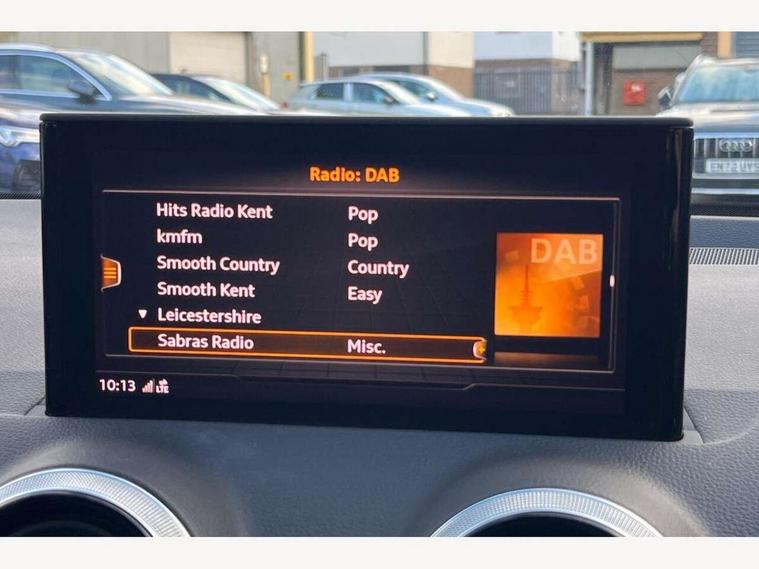 Radio: DAB
Hits Radio Kent Pop
kmfm Pop
Smooth Country Country
Smooth Kent Easy
Leicestershire
Sabras Radio Misc.
DAB
10:13 LTE